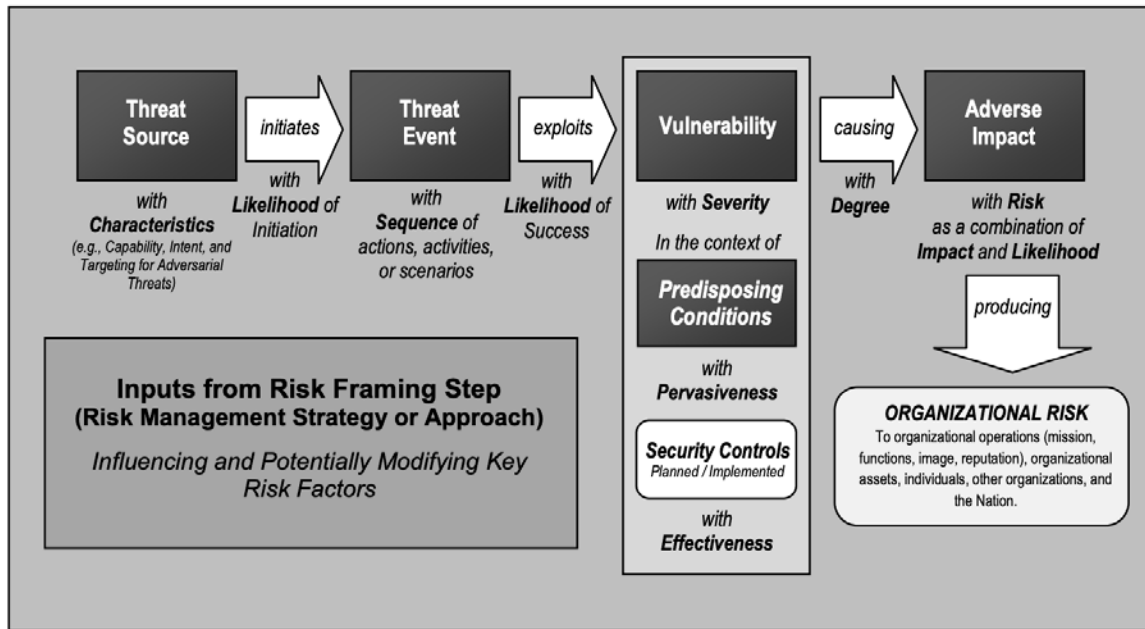 Threat
Source
initiates
Threat
Event
exploits
Vulnerability
causing
Adverse
Impact
with
Characteristics
(e.g., Capability, Intent, and
Targeting for Adversarial
Threats)
with
Likelihood of
Initiation
with
Sequence of
actions, activities,
or scenarios
with
Likelihood of
Success
with Severity
In the context of
Predisposing
Conditions
with
Pervasiveness
Security Controls
Planned / Implemented
with
Effectiveness
with
Degree
with Risk
as a combination of
Impact and Likelihood
producing
ORGANIZATIONAL RISK
To organizational operations (mission,
functions, image, reputation), organizational
assets, individuals, other organizations, and
the Nation.
Inputs from Risk Framing Step
(Risk Management Strategy or Approach)
Influencing and Potentially Modifying Key
Risk Factors